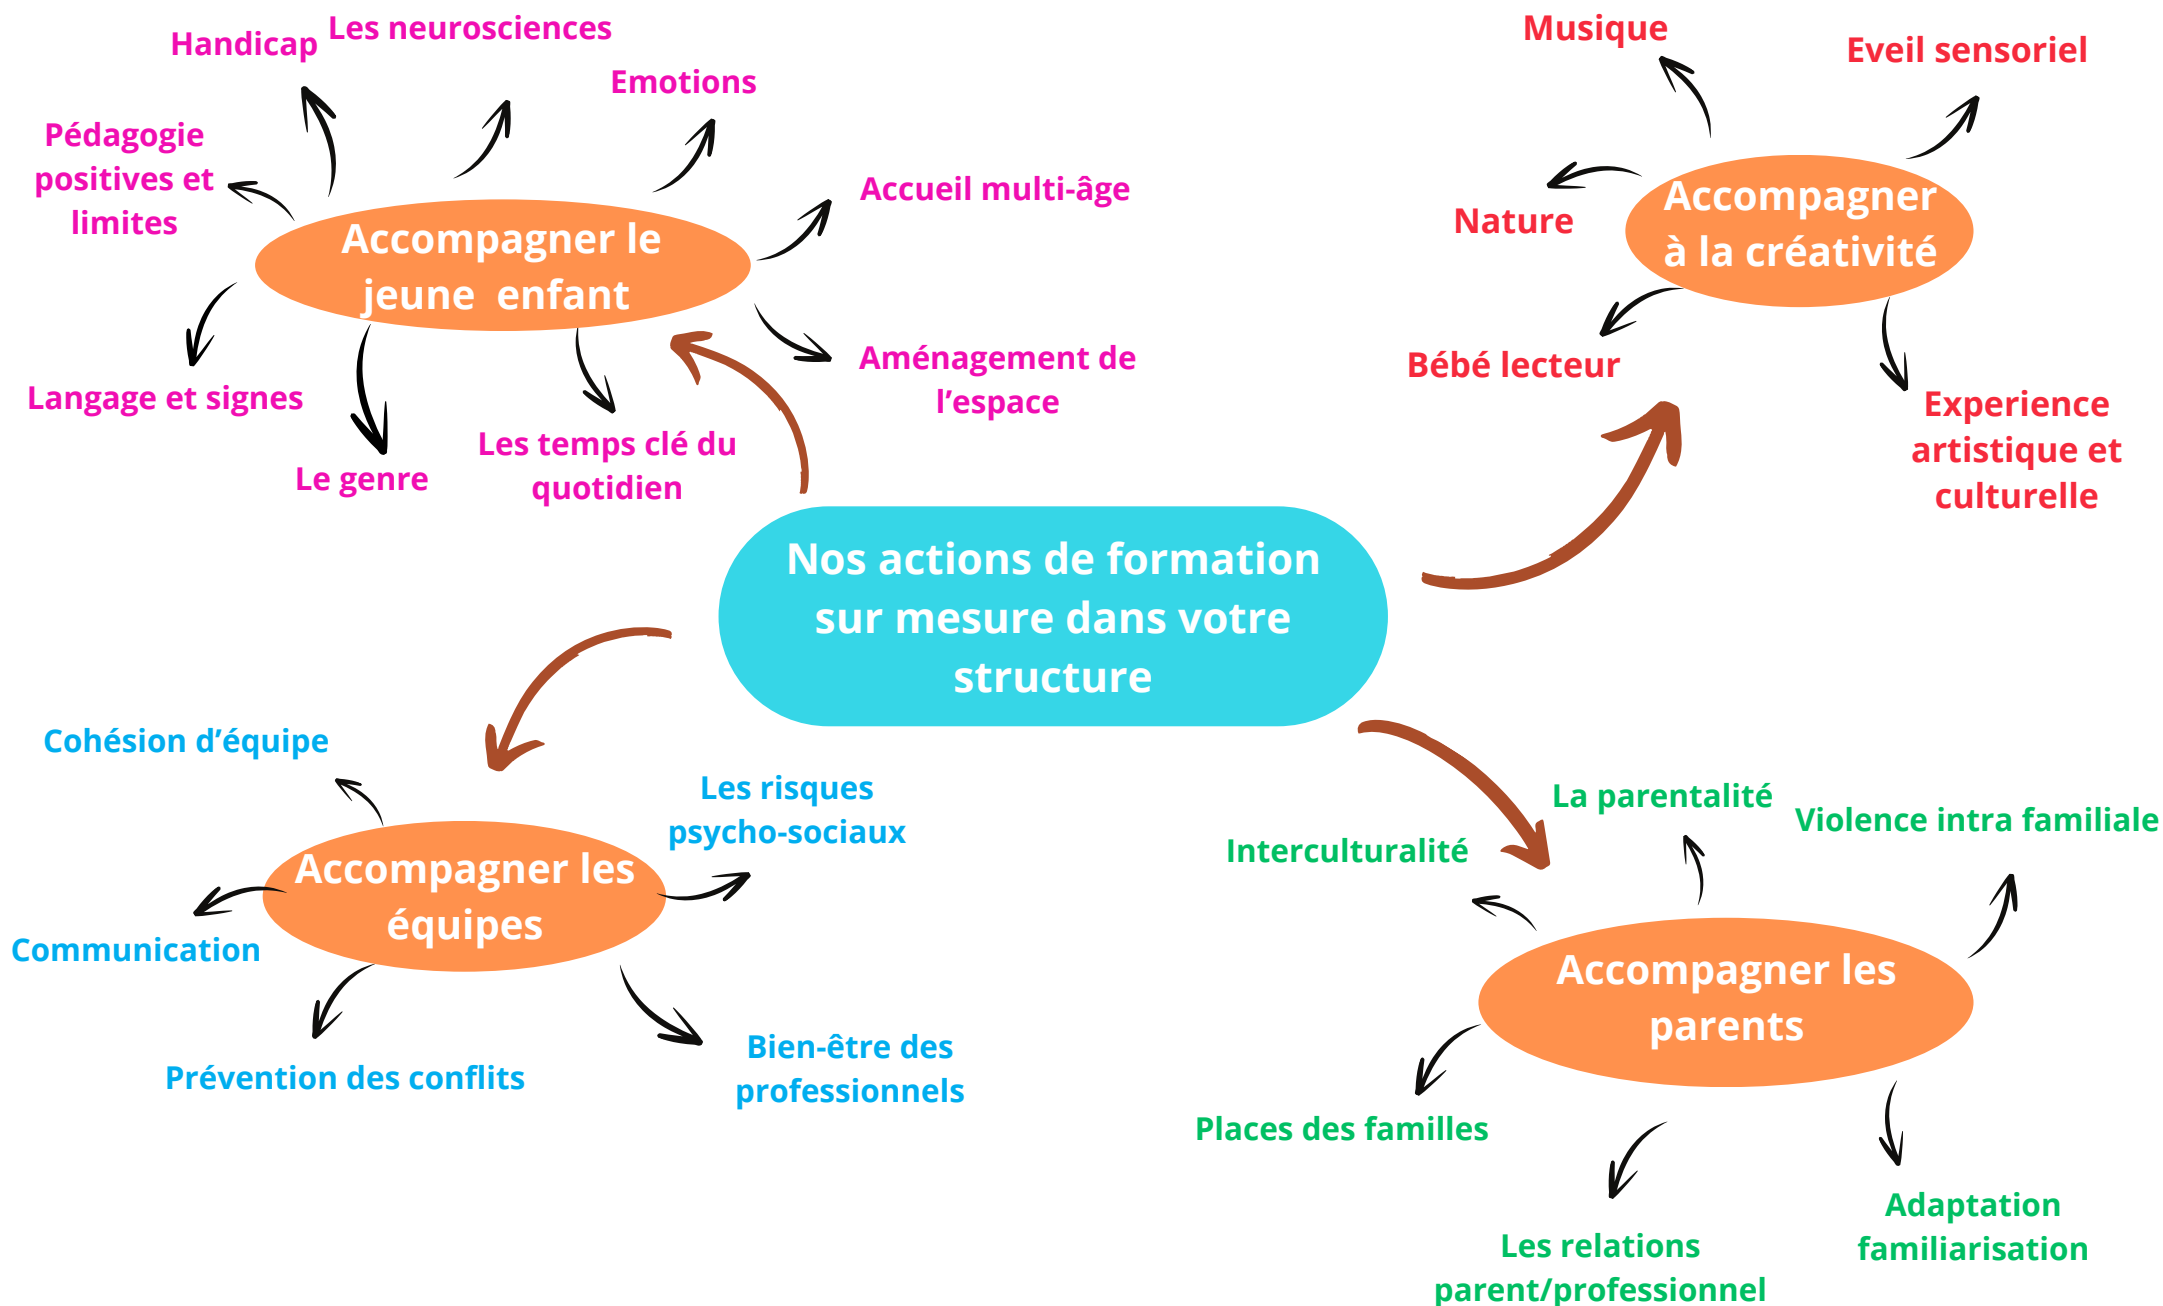 Handicap
Les neurosciences
Emotions
Pédagogie
positives et
limites
Accueil multi-âge
Accompagner le
jeune  enfant
Aménagement de
l’espace
Langage et signes
Le genre
Les temps clé du
quotidien
Musique
Eveil sensoriel
Nature
Accompagner
à la créativité
Bébé lecteur
Experience
artistique et
culturelle
Nos actions de formation
sur mesure dans votre
structure
Cohésion d’équipe
Les risques
psycho-sociaux
Accompagner les
équipes
Communication
Prévention des conflits
Bien-être des
professionnels
La parentalité
Violence intra familiale
Interculturalité
Accompagner les
parents
Places des familles
Les relations
parent/professionnel
Adaptation
familiarisation